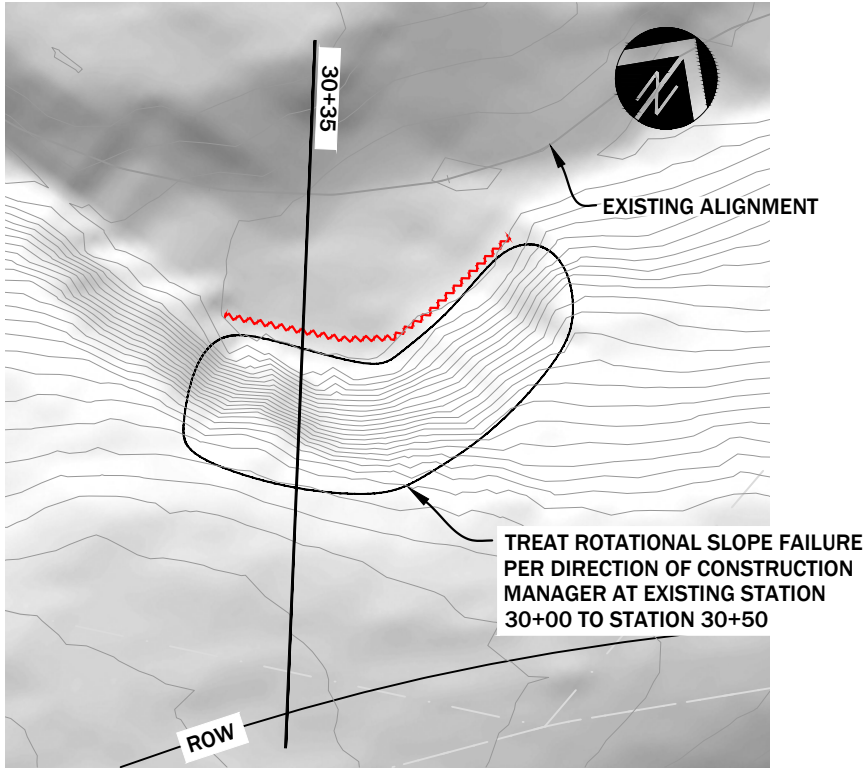 30+35
EXISTING ALIGNMENT
TREAT ROTATIONAL SLOPE FAILURE
PER DIRECTION OF CONSTRUCTION
MANAGER AT EXISTING STATION
30+00 TO STATION 30+50
ROW